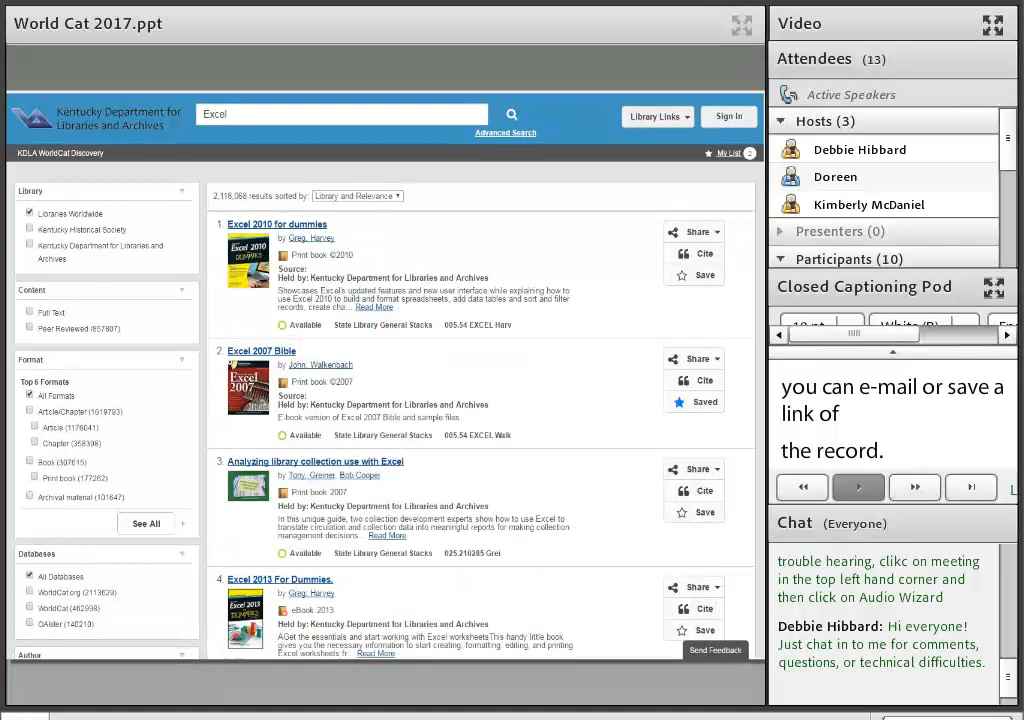 World Cat 2017.ppt
Kentucky Department for
Libraries and Archives
Excel
Advanced Search
Library Links
Sign In
KDLA WorldCat Discovery
My List 2
Library
Libraries Worldwide
Kentucky Historical Society
Kentucky Department for Libraries and
Archives
Content
Full Text
Peer Reviewed (857807)
Format
Top 6 Formats
All Formats
Article/Chapter (1619793)
Article (1176041)
Chapter (358398)
Book (307615)
Print book (177262)
Archival material (101647)
See All
Databases
All Databases
WorldCat.org (2113629)
WorldCat (462998)
OAIster (140210)
Author
2,118,068 results sorted by: Library and Relevance
1. Excel 2010 for dummies
by Greg. Harvey
Print book ©2010
Source:
Held by: Kentucky Department for Libraries and Archives
Showcases Excel's updated features and new user interface while explaining how to
use Excel 2010 to build and format spreadsheets, add data tables and sort and filter
records, create cha... Read More
Available State Library General Stacks 005.54 EXCEL Harv
Share
Cite
Save
2. Excel 2007 Bible
by John. Walkenbach
Print book ©2007
Source:
Held by: Kentucky Department for Libraries and Archives
E-book version of Excel 2007 Bible and sample files.
Available State Library General Stacks 005.54 EXCEL Walk
Share
Cite
Saved
3. Analyzing library collection use with Excel
by Tony. Greiner, Bob Cooper
Print book 2007
Held by: Kentucky Department for Libraries and Archives
In this unique guide, two collection development experts show how to use Excel to
translate circulation and collection data into meaningful reports for making collection
management decisions... Read More
Available State Library General Stacks 025.210285 Grei
Share
Cite
Save
4. Excel 2013 For Dummies.
by Greg. Harvey
eBook 2013
Held by: Kentucky Department for Libraries and Archives
AGet the essentials and start working with Excel worksheetsThis handy little book
gives you the necessary information to start creating, formatting, editing, and printing
Excel worksheets fr... Read More
Share
Cite
Save
Send Feedback
Video
Attendees (13)
Active Speakers
Hosts (3)
Debbie Hibbard
Doreen
Kimberly McDaniel
Presenters (0)
Participants (10)
Closed Captioning Pod
you can e-mail or save a
link of
the record.
Chat (Everyone)
trouble hearing, clikc on meeting
in the top left hand corner and
then click on Audio Wizard
Debbie Hibbard: Hi everyone!
Just chat in to me for comments,
questions, or technical difficulties.